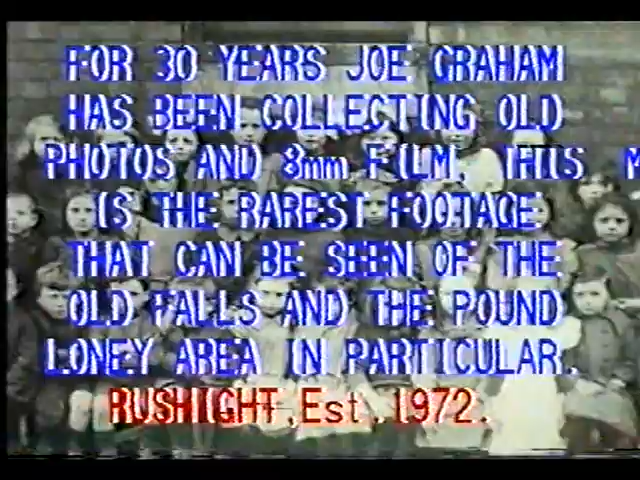 FOR 30 YEARS JOE GRAHAM
HAS BEEN COLLECTING OLD
PHOTOS AND 8mm FILM. THIS M
IS THE RAREST FOOTAGE
THAT CAN BE SEEN OF THE
OLD FALLS AND THE POUND
LONEY AREA IN PARTICULAR.
RUSHIGHT.Est.1972.